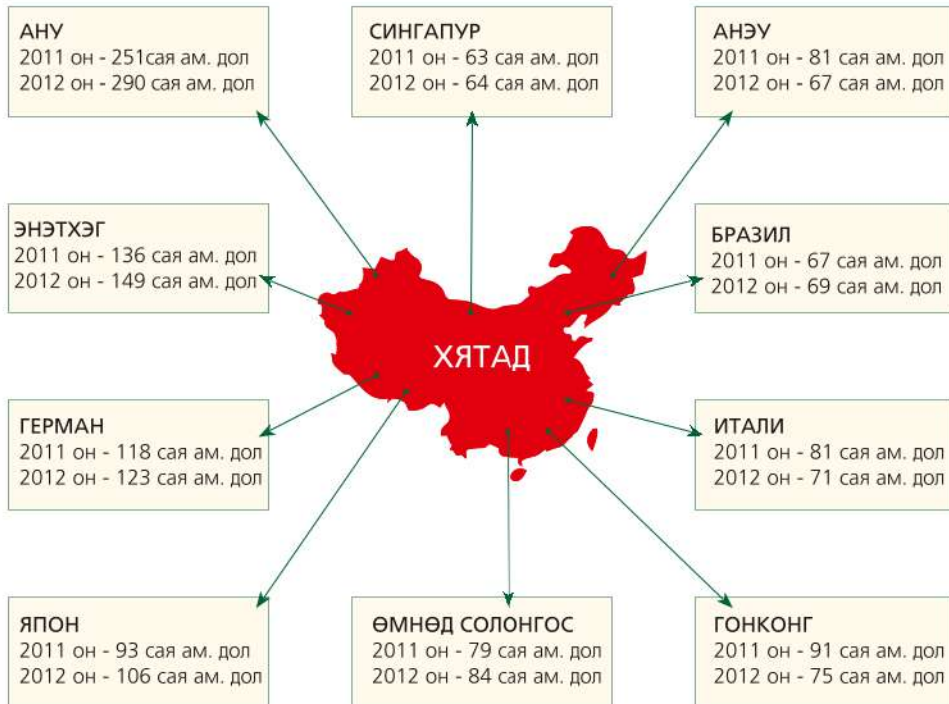 АНУ
2011 он - 251сая ам. дол
2012 он - 290 сая ам. дол
СИНГАПУР
2011 он - 63 сая ам. дол
2012 он - 64 сая ам. дол
АНЭУ
2011 он - 81 сая ам. дол
2012 он - 67 сая ам. дол
ЭНЭТХЭГ
2011 он - 136 сая ам. дол
2012 он - 149 сая ам. дол
БРАЗИЛ
2011 он - 67 сая ам. дол
2012 он - 69 сая ам. дол
ХЯТАД
ГЕРМАН
2011 он - 118 сая ам. дол
2012 он - 123 сая ам. дол
ИТАЛИ
2011 он - 81 сая ам. дол
2012 он - 71 сая ам. дол
ЯПОН
2011 он - 93 сая ам. дол
2012 он - 106 сая ам. дол
ӨМНӨД СОЛОНГОС
2011 он - 79 сая ам. дол
2012 он - 84 сая ам. дол
ГОНКОНГ
2011 он - 91 сая ам. дол
2012 он - 75 сая ам. дол